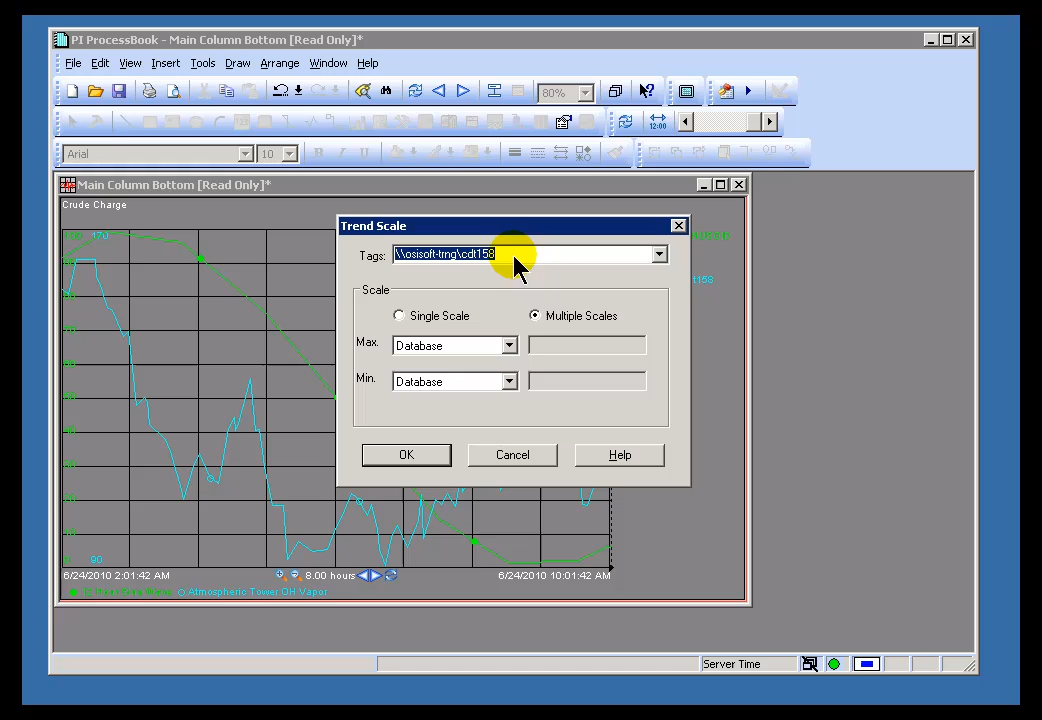 PI ProcessBook - Main Column Bottom [Read Only]*
File Edit View Insert Tools Draw Arrange Window Help
80%
12:00
Arial 10 B I U
Main Column Bottom [Read Only]*
Crude Charge
100 170
Trend Scale
Tags: \\osisoft-trng\cdt158
Scale
Single Scale Multiple Scales
Max. Database
Min. Database
OK Cancel Help
90
6/24/2010 2:01:42 AM 8.00 hours 6/24/2010 10:01:42 AM
Atmospheric Tower OH Vapor
Server Time